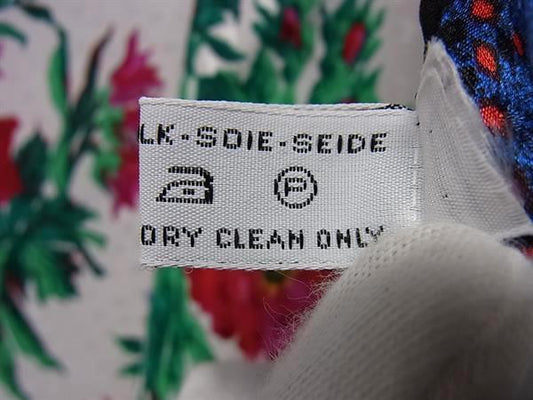 LK-SOIE-SEIDE
P
DRY CLEAN ONLY